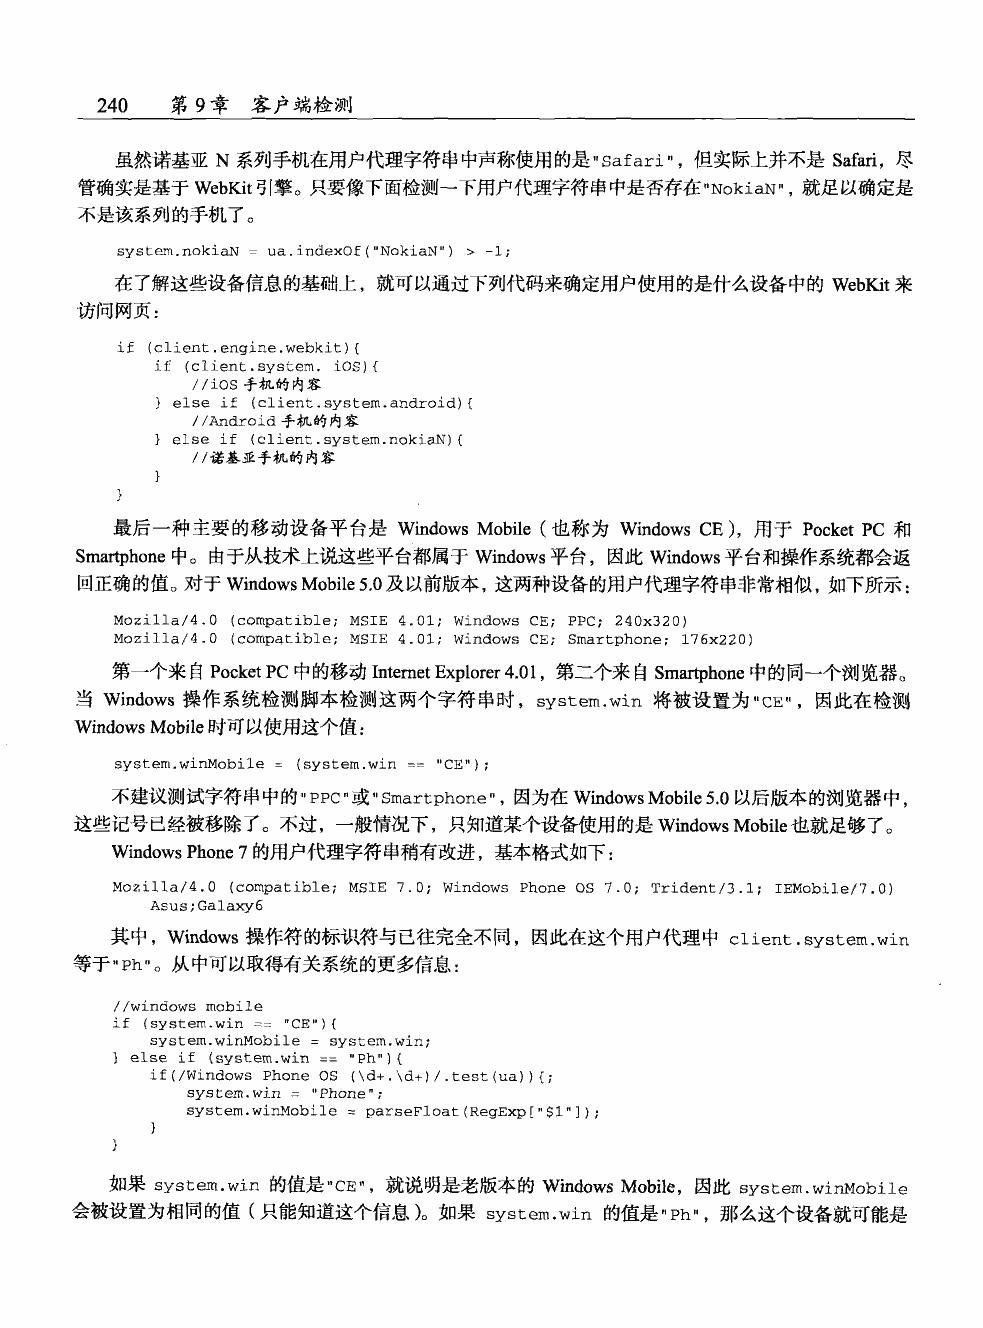 240 第 9 章 客户端检测
虽然诺基亚 N 系列手机在用户代理字符串中声称使用的是"Safari"，但实际上并不是 Safari，尽
管确实是基于 WebKit 引擎。只要像下面检测一下用户代理字符串中是否存在"NokiaN"，就足以确定是
不是该系列的手机了。
system.nokiaN = ua.indexOf("NokiaN") > -1;
在了解这些设备信息的基础上，就可以通过下列代码来确定用户使用的是什么设备中的 WebKit 来
访问网页：
if (client.engine.webkit){
    if (client.system. iOS){
        //iOS 手机的内容
    } else if (client.system.android){
        //Android 手机的内容
    } else if (client.system.nokiaN){
        //诺基亚手机的内容
    }
}
最后一种主要的移动设备平台是 Windows Mobile（也称为 Windows CE），用于 Pocket PC 和
Smartphone 中。由于从技术上说这些平台都属于 Windows 平台，因此 Windows 平台和操作系统都会返
回正确的值。对于 Windows Mobile 5.0 及以前版本，这两种设备的用户代理字符串非常相似，如下所示：
Mozilla/4.0 (compatible; MSIE 4.01; Windows CE; PPC; 240x320)
Mozilla/4.0 (compatible; MSIE 4.01; Windows CE; Smartphone; 176x220)
第一个来自 Pocket PC 中的移动 Internet Explorer 4.01，第二个来自 Smartphone 中的同一个浏览器。
当 Windows 操作系统检测脚本检测这两个字符串时，system.win 将被设置为"CE"，因此在检测
Windows Mobile 时可以使用这个值：
system.winMobile = (system.win == "CE");
不建议测试字符串中的"PPC"或"Smartphone"，因为在 Windows Mobile 5.0 以后版本的浏览器中，
这些记号已经被移除了。不过，一般情况下，只知道某个设备使用的是 Windows Mobile 也就足够了。
Windows Phone 7 的用户代理字符串稍有改进，基本格式如下：
Mozilla/4.0 (compatible; MSIE 7.0; Windows Phone OS 7.0; Trident/3.1; IEMobile/7.0)
    Asus;Galaxy6
其中，Windows 操作符的标识符与已往完全不同，因此在这个用户代理中 client.system.win
等于"Ph"。从中可以取得有关系统的更多信息：
//windows mobile
if (system.win == "CE"){
    system.winMobile = system.win;
} else if (system.win == "Ph"){
    if(/Windows Phone OS (\d+.\d+)/.test(ua)){;
        system.win = "Phone";
        system.winMobile = parseFloat(RegExp["$1"]);
    }
}
如果 system.win 的值是"CE"，就说明是老版本的 Windows Mobile，因此 system.winMobile
会被设置为相同的值（只能知道这个信息）。如果 system.win 的值是"Ph"，那么这个设备就可能是